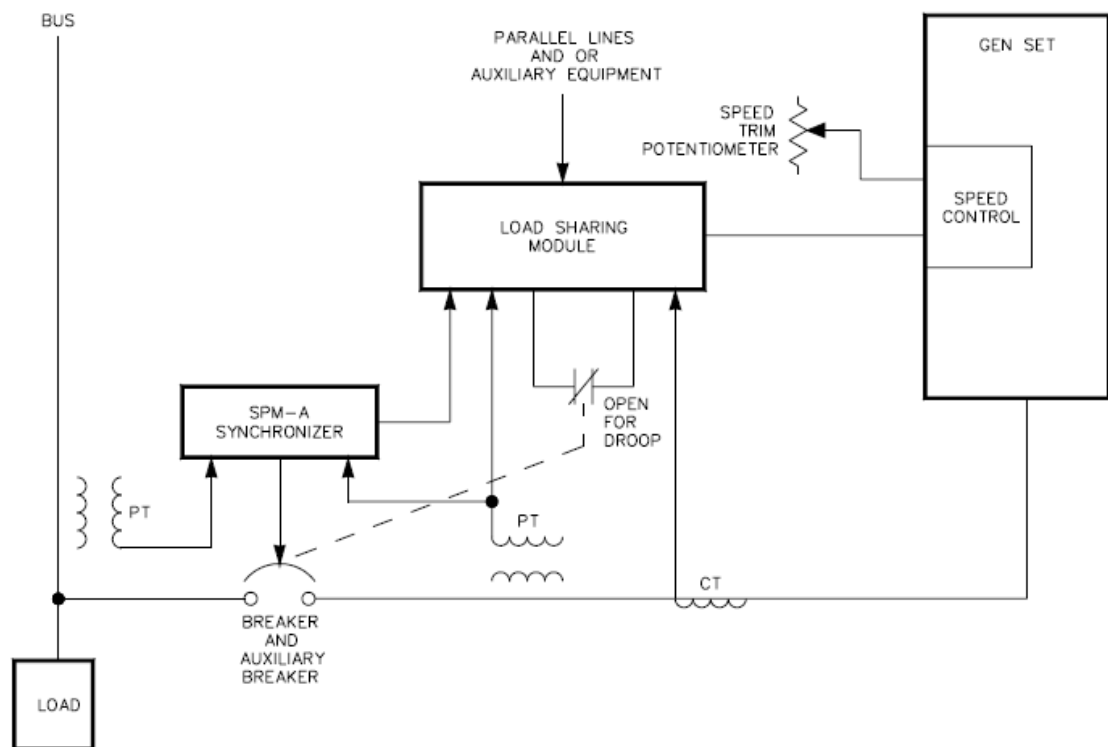 BUS
PARALLEL LINES
AND OR
AUXILIARY EQUIPMENT
GEN SET
SPEED
TRIM
POTENTIOMETER
SPEED
CONTROL
LOAD SHARING
MODULE
SPM-A
SYNCHRONIZER
OPEN
FOR
DROOP
PT
PT
CT
BREAKER
AND
AUXILIARY
BREAKER
LOAD